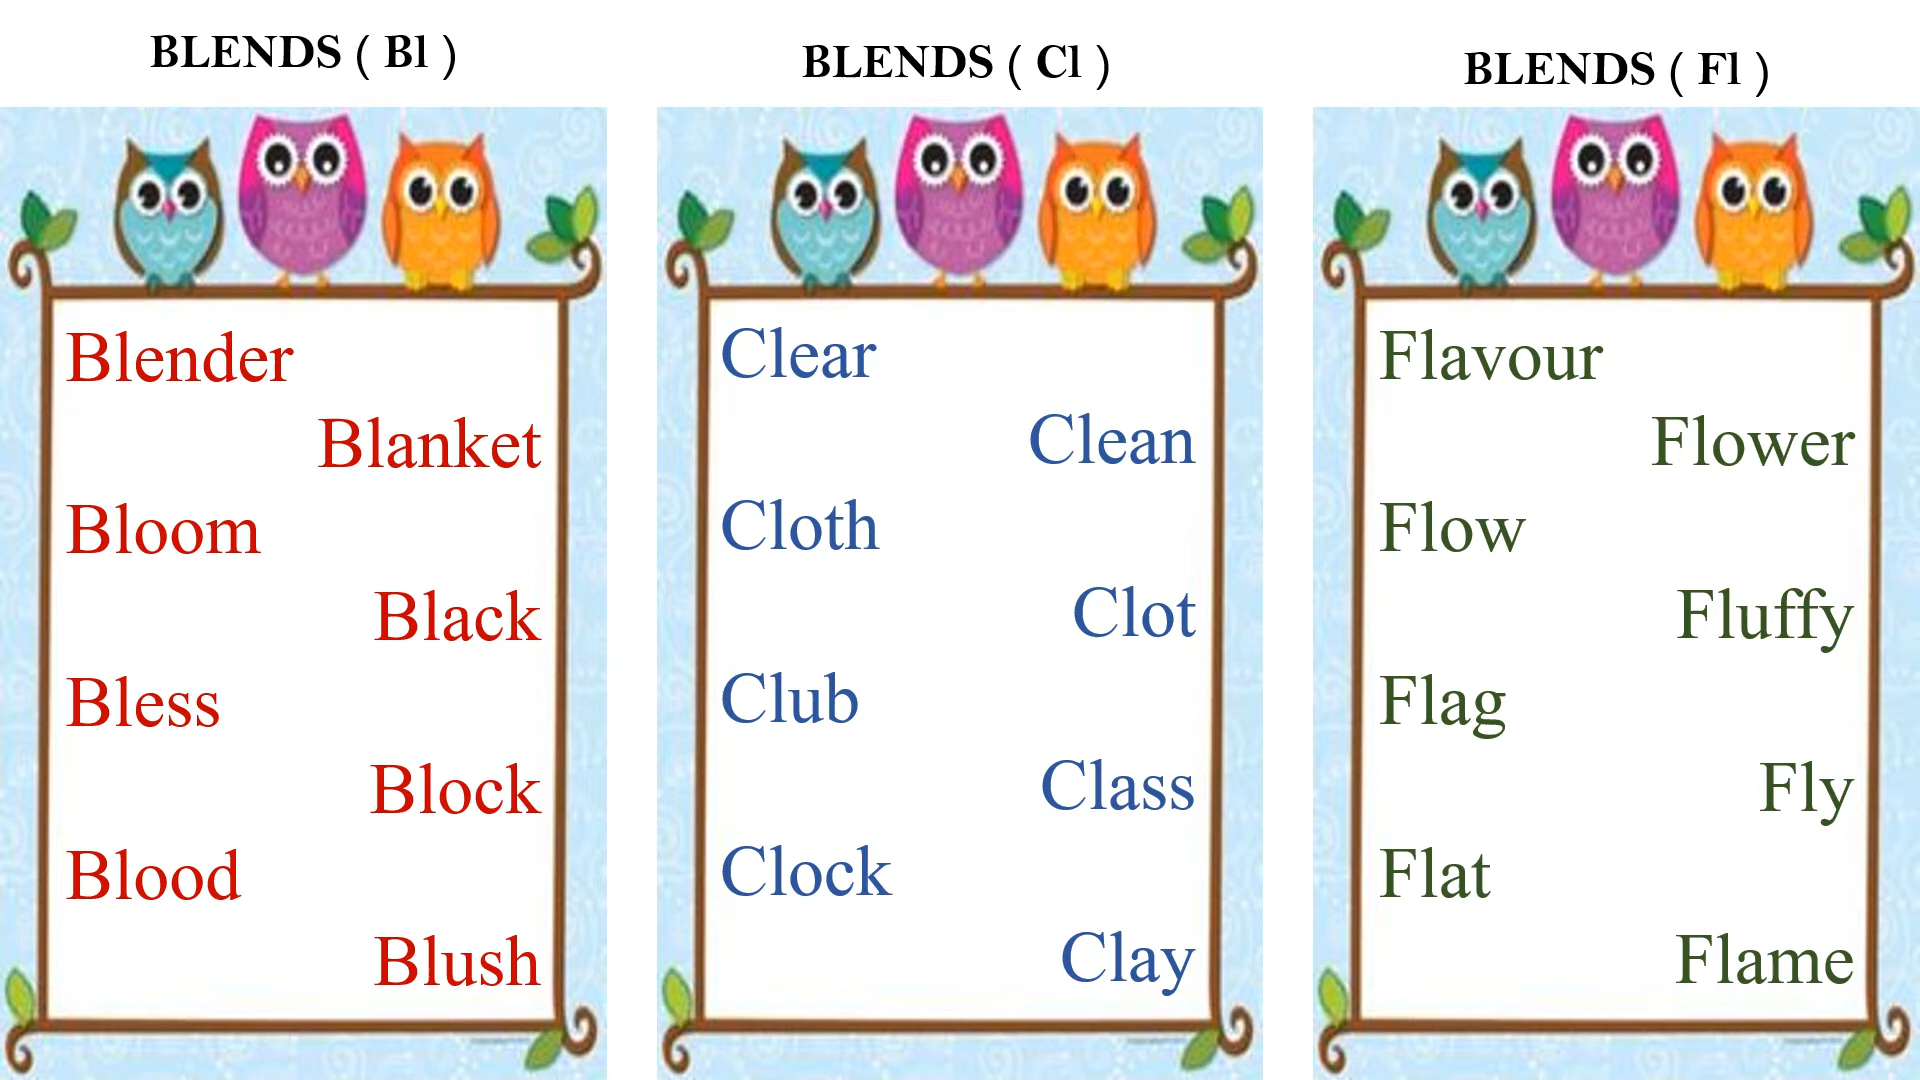 BLENDS ( Bl )
Blender
Blanket
Bloom
Black
Bless
Block
Blood
Blush
BLENDS ( Cl )
Clear
Clean
Cloth
Clot
Club
Class
Clock
Clay
BLENDS ( Fl )
Flavour
Flower
Flow
Fluffy
Flag
Fly
Flat
Flame